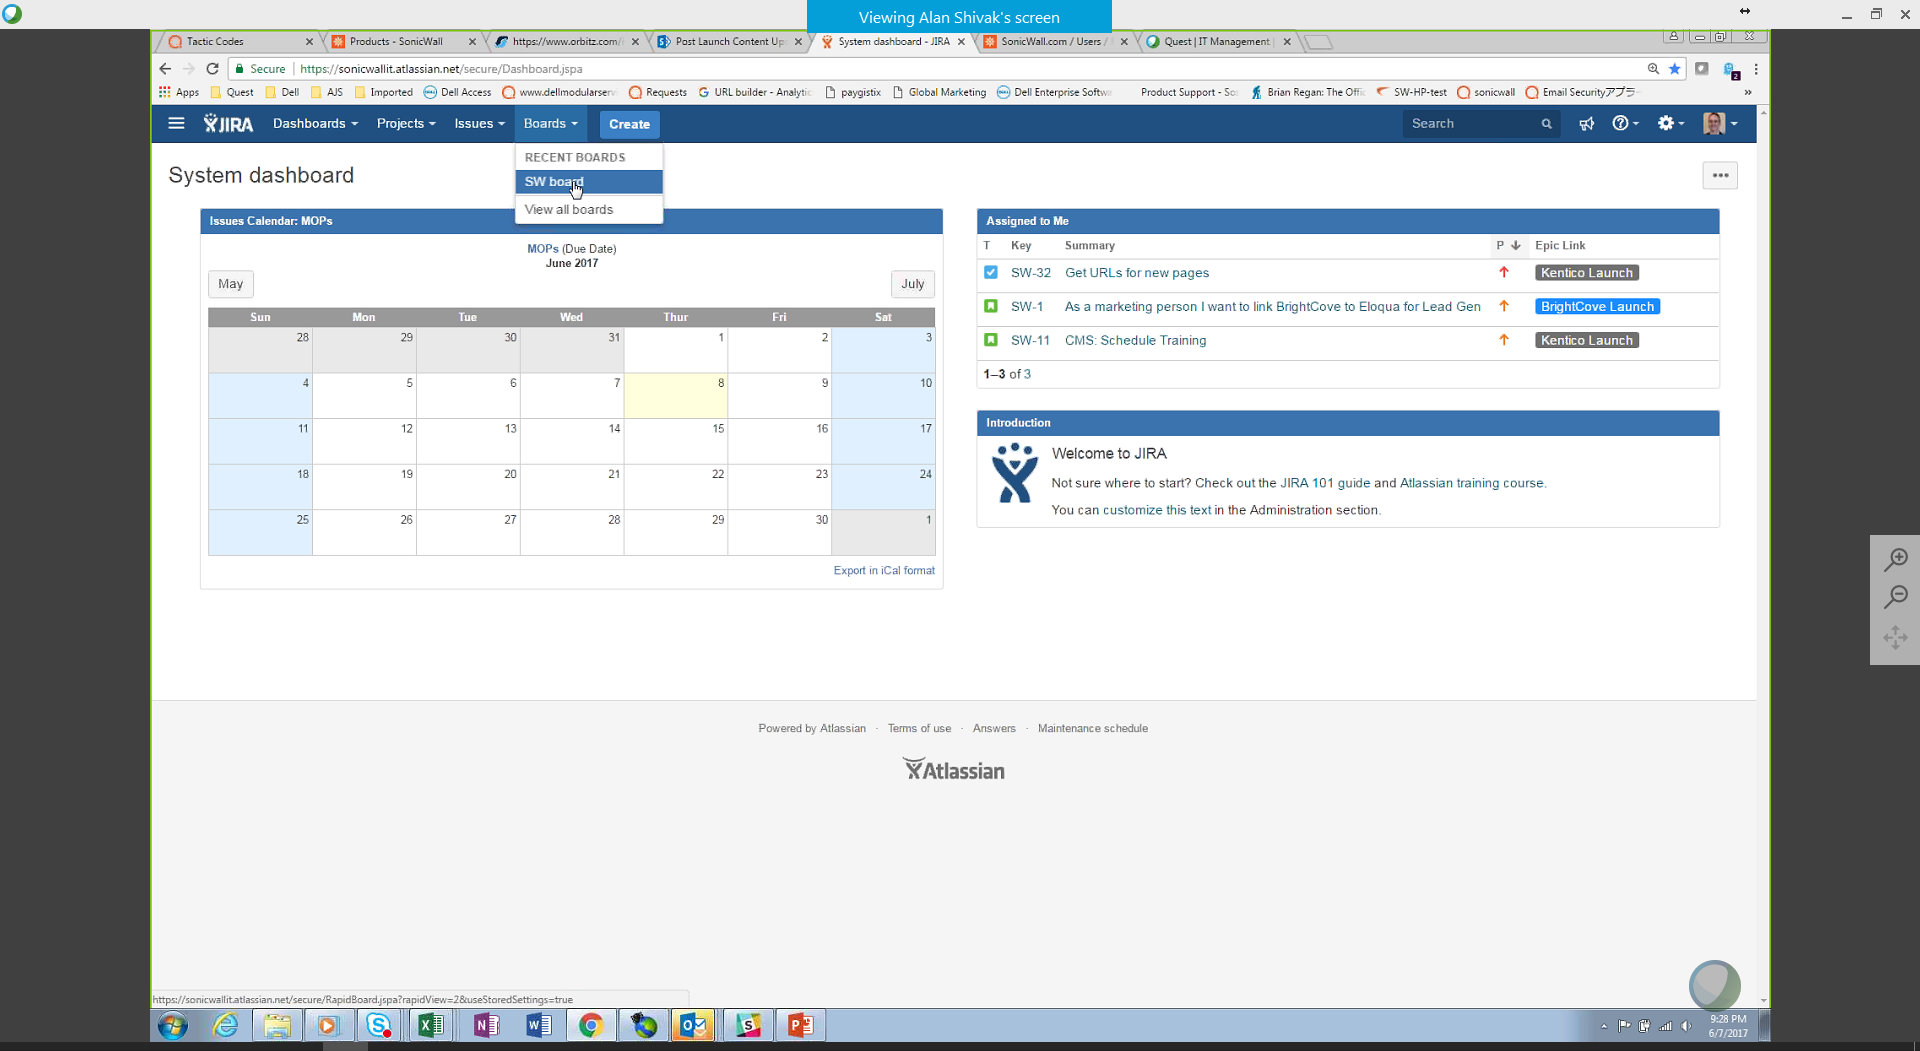 Viewing Alan Shivak's screen
Tactic Codes
Products - SonicWall
https://www.orbitz.com/
Post Launch Content Up
System dashboard - JIRA
SonicWall.com / Users /
Quest | IT Management
Secure https://sonicwallit.atlassian.net/secure/Dashboard.jspa
Apps Quest Dell AJS Imported Dell Access www.dellmodularserv Requests URL builder - Analytic paygistix Global Marketing Dell Enterprise Softw Product Support - So Brian Regan: The Offi SW-HP-test sonicwall Email Securityアプラ »
JIRA Dashboards Projects Issues Boards Create Search
RECENT BOARDS
SW board
View all boards
System dashboard
Issues Calendar: MOPs
MOPs (Due Date)
June 2017
May July
Sun Mon Tue Wed Thur Fri Sat
28 29 30 31 1 2 3
4 5 6 7 8 9 10
11 12 13 14 15 16 17
18 19 20 21 22 23 24
25 26 27 28 29 30 1
Export in iCal format
Assigned to Me
T Key Summary P Epic Link
SW-32 Get URLs for new pages Kentico Launch
SW-1 As a marketing person I want to link BrightCove to Eloqua for Lead Gen BrightCove Launch
SW-11 CMS: Schedule Training Kentico Launch
1–3 of 3
Introduction
Welcome to JIRA
Not sure where to start? Check out the JIRA 101 guide and Atlassian training course.
You can customize this text in the Administration section.
Powered by Atlassian · Terms of use · Answers · Maintenance schedule
Atlassian
https://sonicwallit.atlassian.net/secure/RapidBoard.jspa?rapidView=2&useStoredSettings=true
9:28 PM
6/7/2017